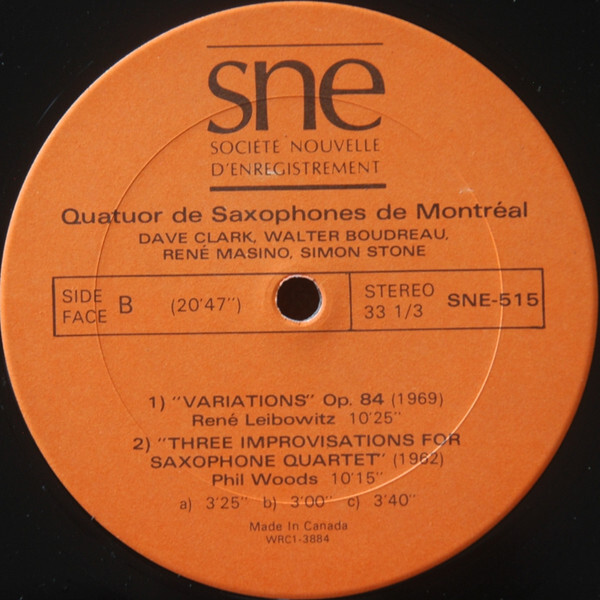 sne
SOCIÉTÉ NOUVELLE
D'ENREGISTREMENT
Quatuor de Saxophones de Montréal
DAVE CLARK, WALTER BOUDREAU,
RENÉ MASINO, SIMON STONE
SIDE
FACE B (20'47")
STEREO
33 1/3
SNE-515
1) "VARIATIONS" Op. 84 (1969)
René Leibowitz 10'25"
2) "THREE IMPROVISATIONS FOR
SAXOPHONE QUARTET" (1962)
Phil Woods 10'15"
a) 3'25" b) 3'00" c) 3'40"
Made In Canada
WRC1-3884